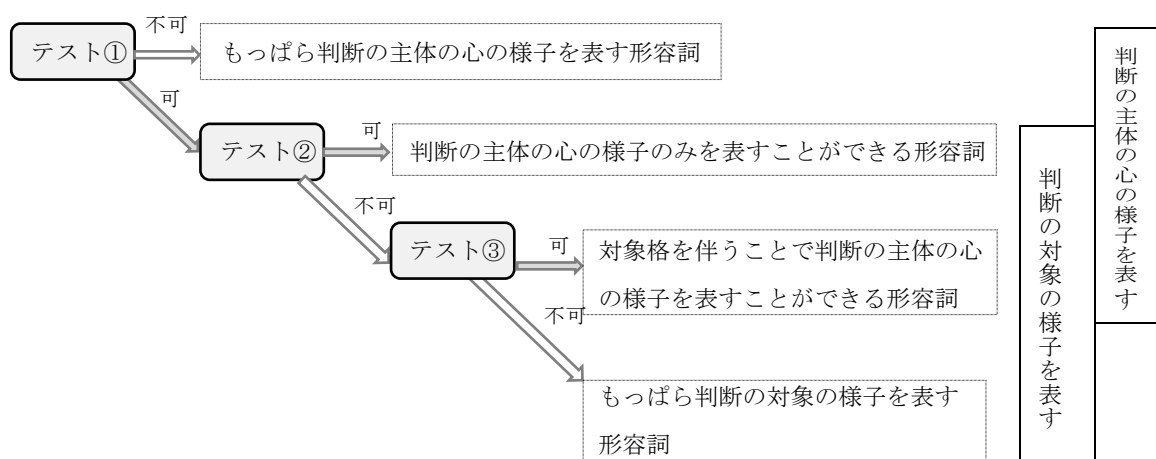 不可
テスト①
もっぱら判断の主体の心の様子を表す形容詞
可
テスト②
可
判断の主体の心の様子のみを表すことができる形容詞
不可
テスト③
可
対象格を伴うことで判断の主体の心
の様子を表すことができる形容詞
不可
もっぱら判断の対象の様子を表す
形容詞
判断の対象の様子を表す
判断の主体の心の様子を表す